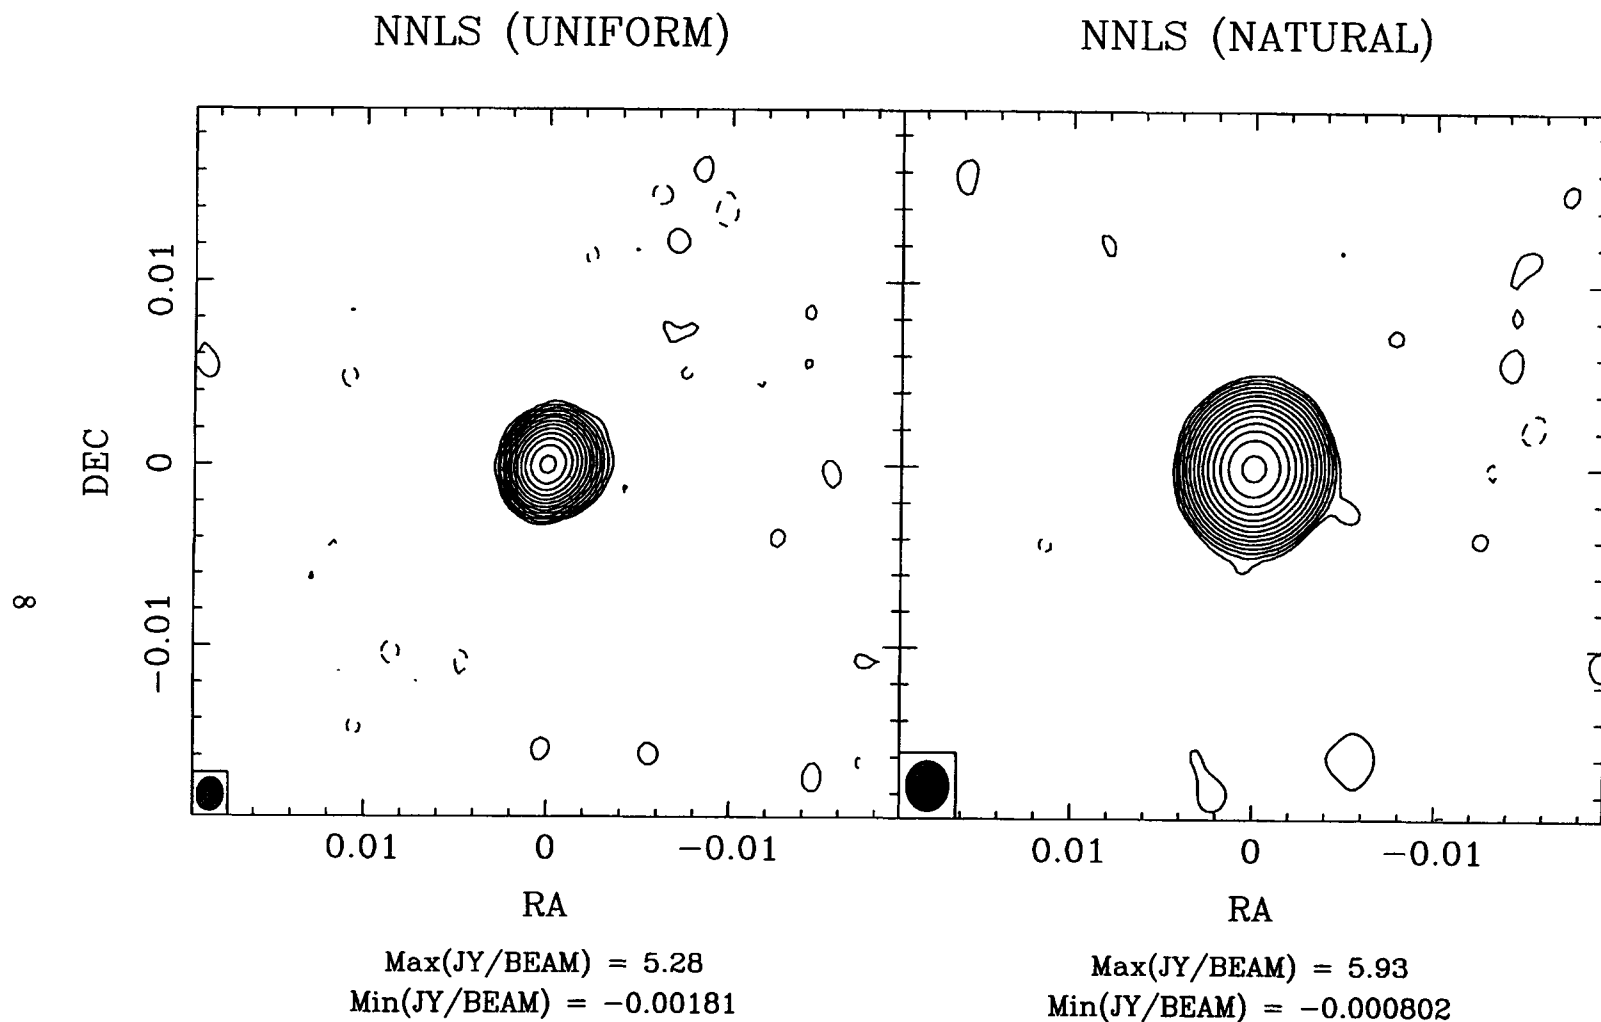 NNLS (UNIFORM)
NNLS (NATURAL)
DEC
0.01
0
−0.01
8
0.01
0
−0.01
RA
Max(JY/BEAM) = 5.28
Min(JY/BEAM) = −0.00181
0.01
0
−0.01
RA
Max(JY/BEAM) = 5.93
Min(JY/BEAM) = −0.000802